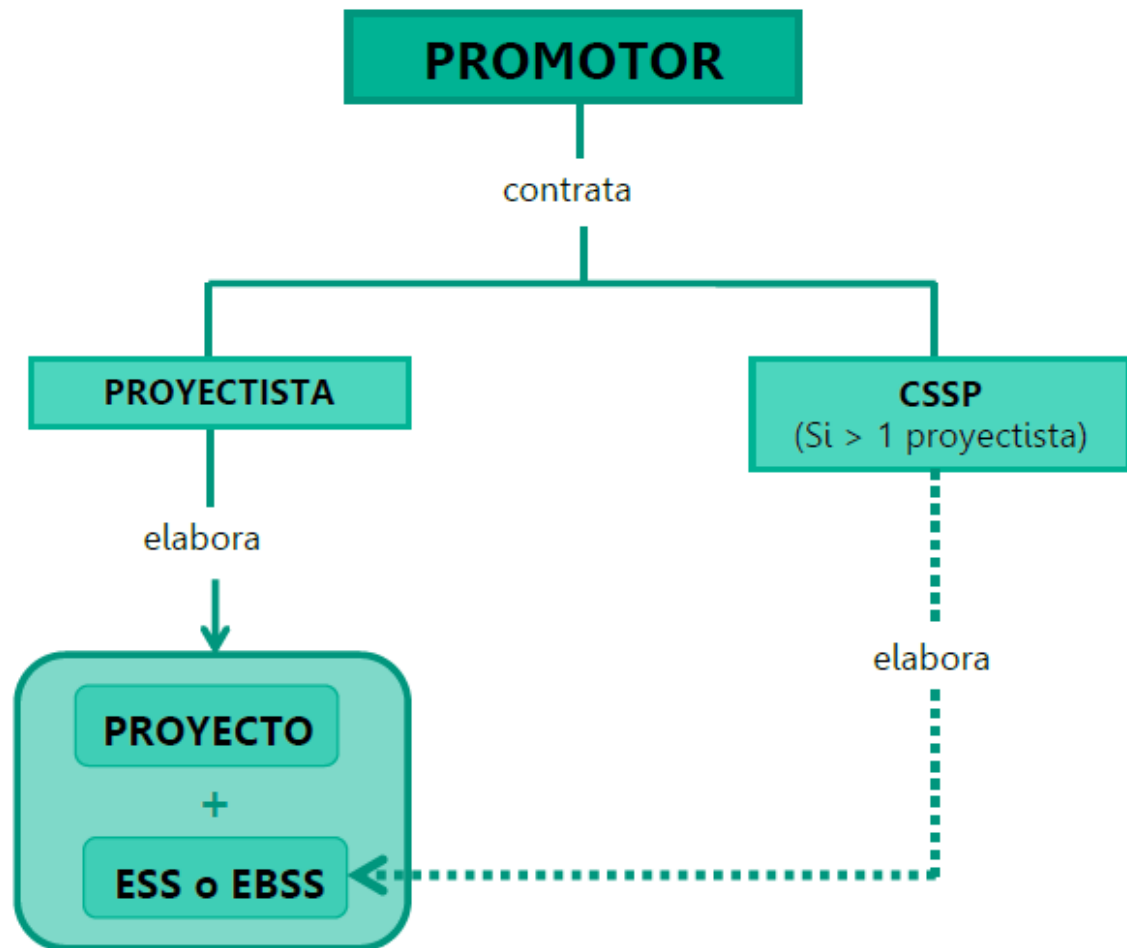 PROMOTOR
contrata
PROYECTISTA
CSSP
(Si > 1 proyectista)
elabora
elabora
PROYECTO
+
ESS o EBSS